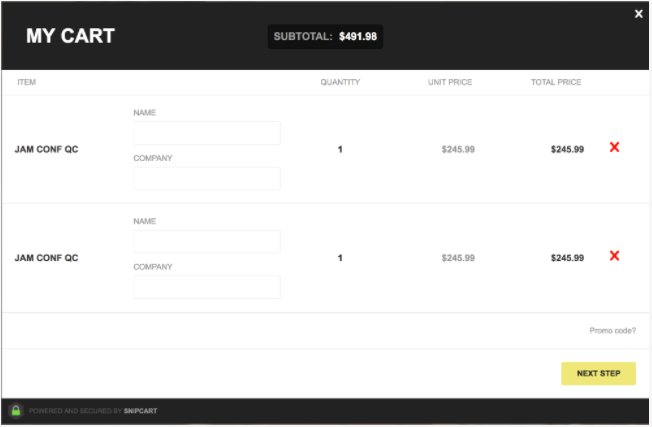 ×
MY CART
SUBTOTAL: $491.98
ITEM QUANTITY UNIT PRICE TOTAL PRICE
NAME
JAM CONF QC 1 $245.99 $245.99 X
COMPANY
NAME
JAM CONF QC 1 $245.99 $245.99 X
COMPANY
Promo code?
NEXT STEP
POWERED AND SECURED BY SNIPCART